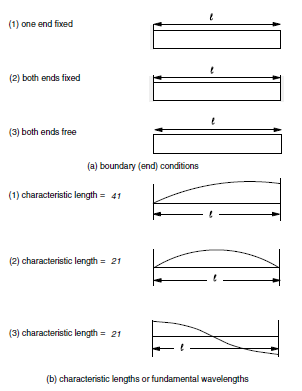 (1) one end fixed
ℓ
(2) both ends fixed
ℓ
(3) both ends free
ℓ
(a) boundary (end) conditions
(1) characteristic length = 4l
ℓ
(2) characteristic length = 2l
ℓ
(3) characteristic length = 2l
ℓ
(b) characteristic lengths or fundamental wavelengths